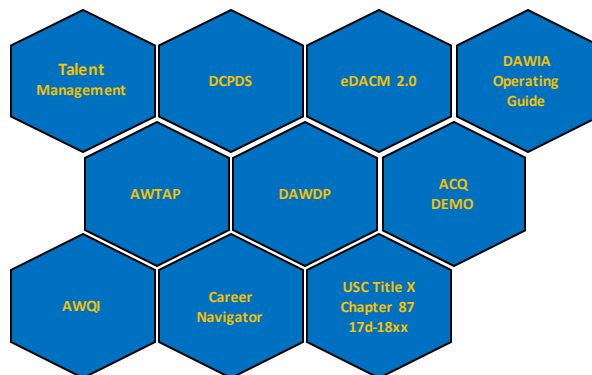 Talent
Management
DCPDS
eDACM 2.0
DAWIA
Operating
Guide
AWTAP
DAWDP
ACQ
DEMO
AWQI
Career
Navigator
USC Title X
Chapter 87
17d-18xx